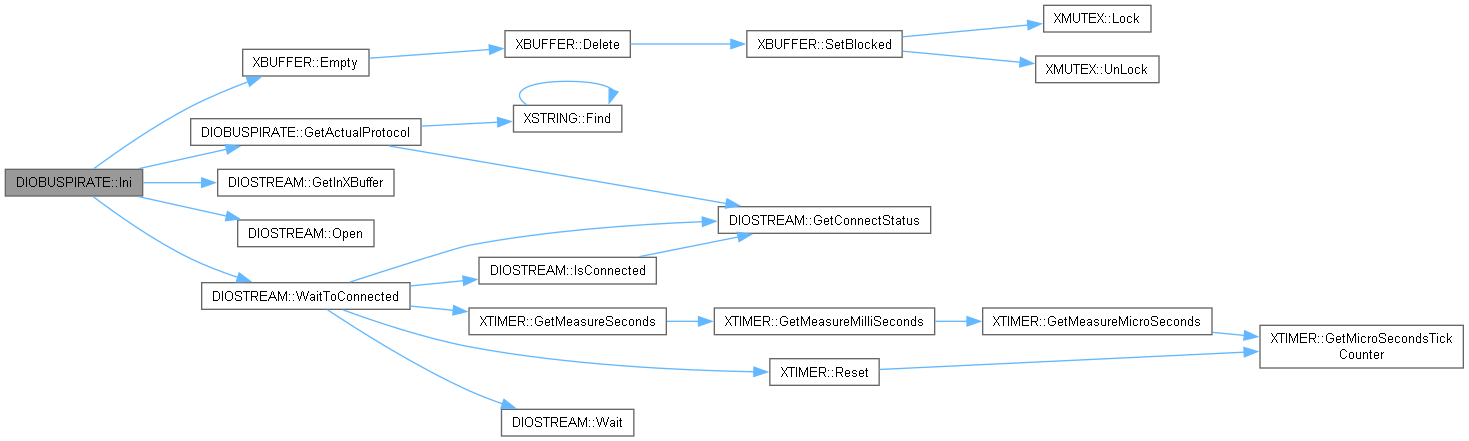 XMUTEX::Lock
XBUFFER::Delete
XBUFFER::SetBlocked
XBUFFER::Empty
XMUTEX::UnLock
XSTRING::Find
DIOBUSPIRATE::GetActualProtocol
DIOBUSPIRATE::Ini
DIOSTREAM::GetInXBuffer
DIOSTREAM::GetConnectStatus
DIOSTREAM::Open
DIOSTREAM::IsConnected
DIOSTREAM::WaitToConnected
XTIMER::GetMeasureSeconds
XTIMER::GetMeasureMilliSeconds
XTIMER::GetMeasureMicroSeconds
XTIMER::GetMicroSecondsTick
Counter
XTIMER::Reset
DIOSTREAM::Wait